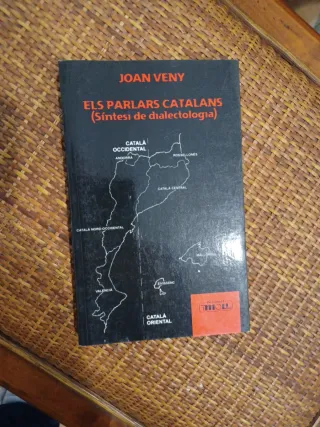 JOAN VENY
ELS PARLARS CATALANS
(Síntesi de dialectologia)
CATALÀ
OCCIDENTAL
ANDORRA
ROSSELLONÈS
CATALÀ CENTRAL
CATALÀ NORD-OCCIDENTAL
VALENCIÀ
CATALÀ
ORIENTAL